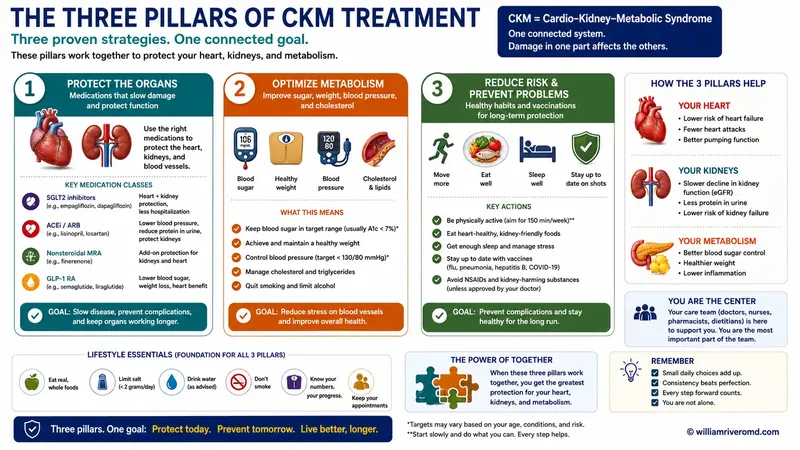 THE THREE PILLARS OF CKM TREATMENT
Three proven strategies. One connected goal.
These pillars work together to protect your heart, kidneys, and metabolism.
CKM = Cardio-Kidney-Metabolic Syndrome
One connected system.
Damage in one part affects the others.
1
PROTECT THE ORGANS
Medications that slow damage
and protect function
Use the right
medications to
protect the heart,
kidneys, and
blood vessels.
KEY MEDICATION CLASSES
SGLT2 inhibitors
(e.g., empagliflozin, dapagliflozin)
Heart + kidney
protection,
less hospitalization
ACEi / ARB
(e.g., lisinopril, losartan)
Lower blood pressure,
reduce protein in urine,
protect kidneys
Nonsteroidal MRA
(e.g., finerenone)
Add-on protection for
kidneys and heart
GLP-1 RA
(e.g., semaglutide, liraglutide)
Lower blood sugar,
weight loss, heart benefit
GOAL: Slow disease, prevent complications,
and keep organs working longer.
2
OPTIMIZE METABOLISM
Improve sugar, weight, blood pressure,
and cholesterol
106
mg/dL
120
80
Blood
sugar
Healthy
weight
Blood
pressure
Cholesterol
& lipids
WHAT THIS MEANS
Keep blood sugar in target range (usually A1c < 7%)*
Achieve and maintain a healthy weight
Control blood pressure (target < 130/80 mmHg)*
Manage cholesterol and triglycerides
Quit smoking and limit alcohol
GOAL: Reduce stress on blood vessels
and improve overall health.
3
REDUCE RISK &
PREVENT PROBLEMS
Healthy habits and vaccinations
for long-term protection
Move
more
Eat
well
Sleep
well
Stay up to
date on shots
KEY ACTIONS
Be physically active (aim for 150 min/week)**
Eat heart-healthy, kidney-friendly foods
Get enough sleep and manage stress
Stay up to date with vaccines
(flu, pneumonia, hepatitis B, COVID-19)
Avoid NSAIDs and kidney-harming substances
(unless approved by your doctor)
GOAL: Prevent complications and stay
healthy for the long run.
HOW THE 3 PILLARS HELP
YOUR HEART
• Lower risk of heart failure
• Fewer heart attacks
• Better pumping function
YOUR KIDNEYS
• Slower decline in kidney
function (eGFR)
• Less protein in urine
• Lower risk of kidney failure
YOUR METABOLISM
• Better blood sugar control
• Healthier weight
• Lower inflammation
YOU ARE THE CENTER
Your care team (doctors, nurses,
pharmacists, dietitians) is here
to support you. You are the most
important part of the team.
LIFESTYLE ESSENTIALS (FOUNDATION FOR ALL 3 PILLARS)
Eat real,
whole foods
Limit salt
(< 2 grams/day)
Drink water
(as advised)
Don't
smoke
Know your
numbers,
your progress.
Keep your
appointments
THE POWER OF TOGETHER
When these three pillars work
together, you get the greatest
protection for your heart,
kidneys, and metabolism.
REMEMBER
Small daily choices add up.
Consistency beats perfection.
Every step forward counts.
You are not alone.
Three pillars. One goal: Protect today. Prevent tomorrow. Live better, longer.
*Targets may vary based on your age, conditions, and risk.
**Start slowly and do what you can. Every step helps.
© williamriveromd.com